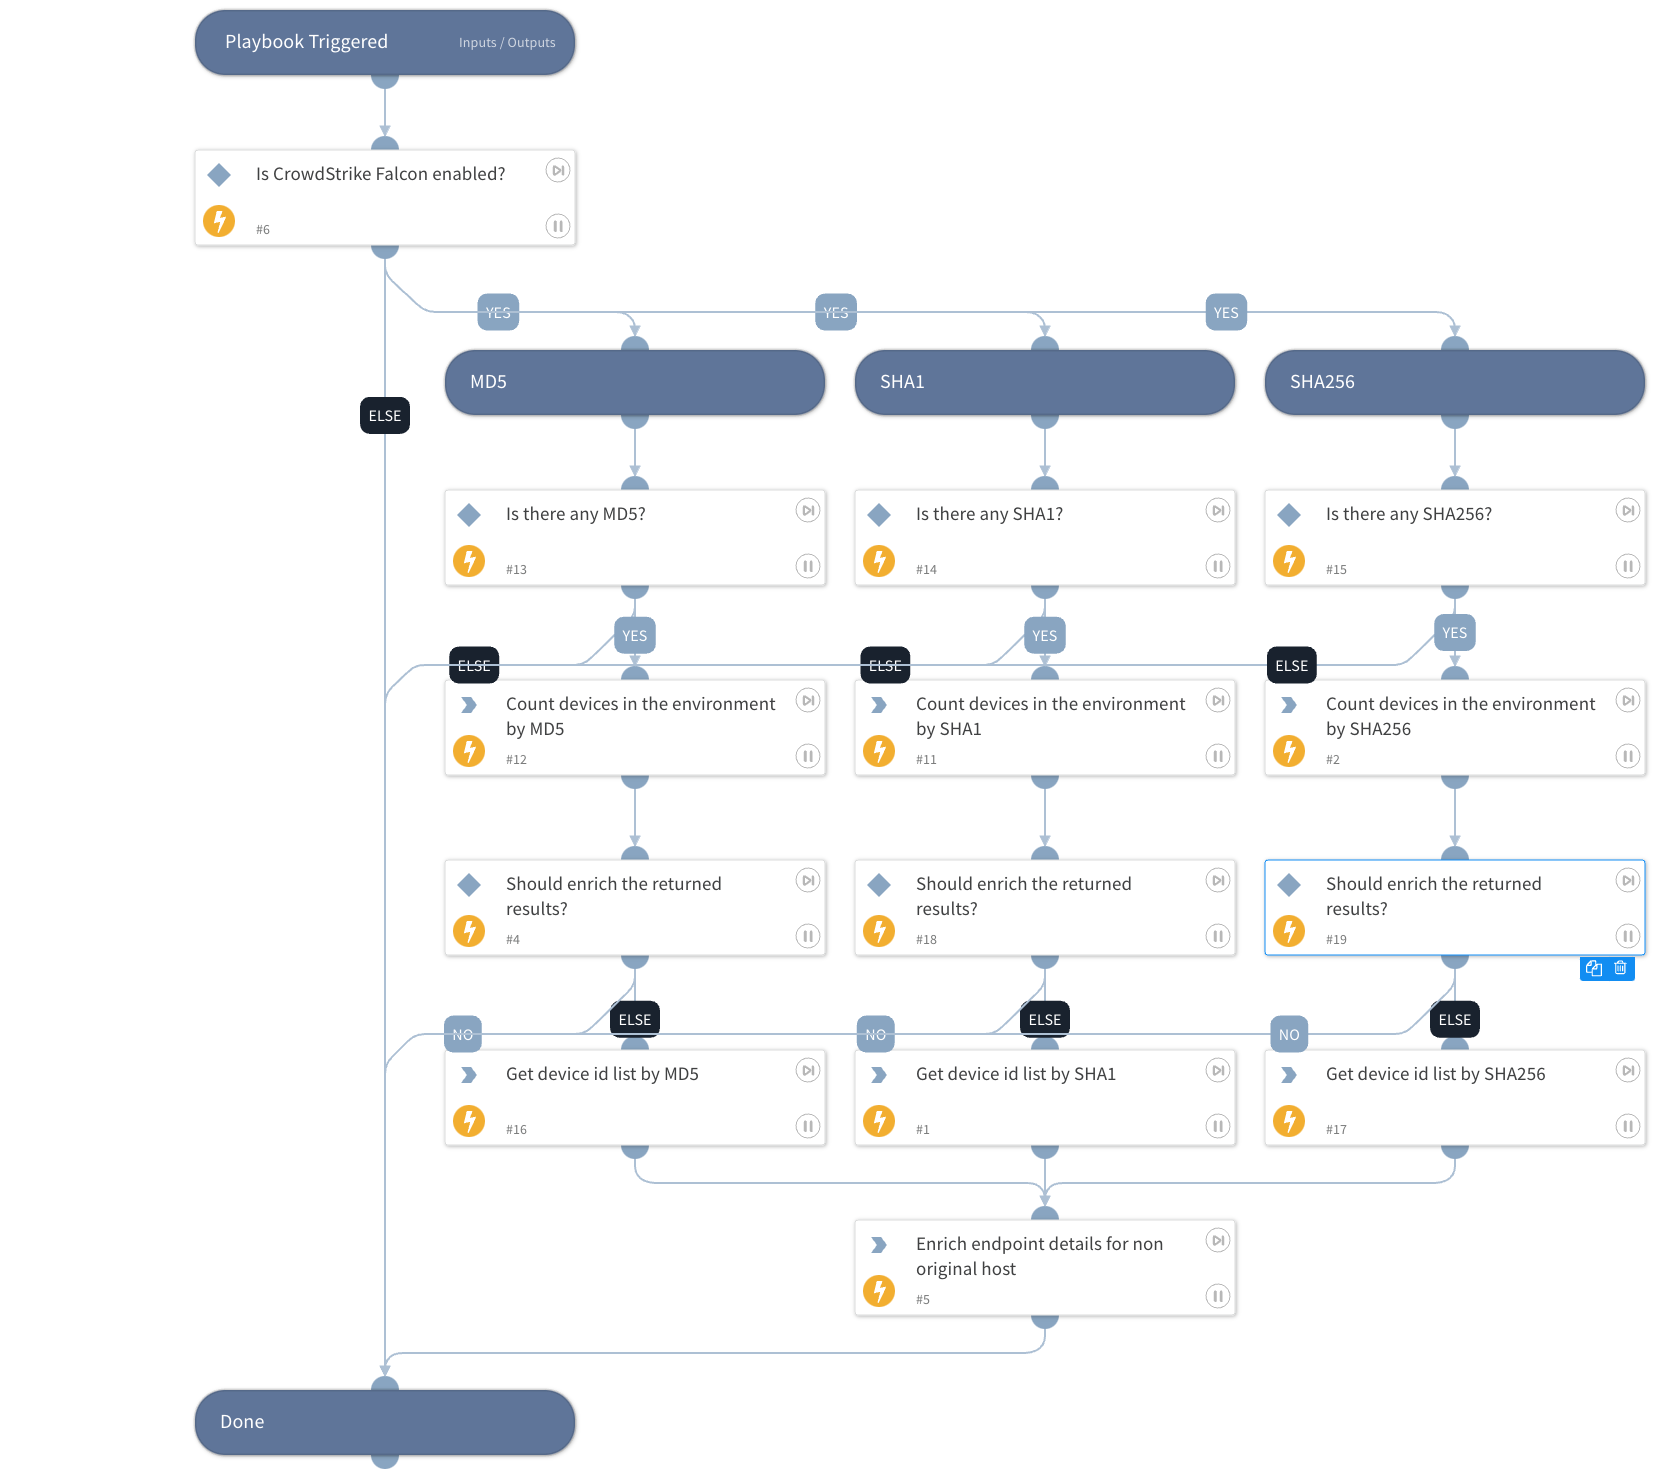 Playbook Triggered
Inputs / Outputs
Is CrowdStrike Falcon enabled?
#6
YES
YES
YES
MD5
SHA1
SHA256
ELSE
Is there any MD5?
#13
Is there any SHA1?
#14
Is there any SHA256?
#15
YES
YES
YES
ELSE
ELSE
ELSE
Count devices in the environment
by MD5
#12
Count devices in the environment
by SHA1
#11
Count devices in the environment
by SHA256
#2
Should enrich the returned
results?
#4
Should enrich the returned
results?
#18
Should enrich the returned
results?
#19
ELSE
ELSE
ELSE
NO
NO
NO
Get device id list by MD5
#16
Get device id list by SHA1
#1
Get device id list by SHA256
#17
Enrich endpoint details for non
original host
#5
Done